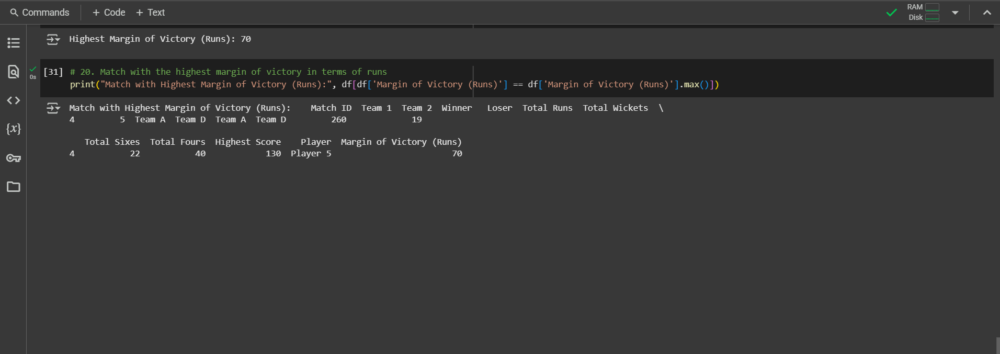 Commands + Code + Text RAM
Disk
Highest Margin of Victory (Runs): 70
[31] # 20. Match with the highest margin of victory in terms of runs
0s
print("Match with Highest Margin of Victory (Runs):", df[df['Margin of Victory (Runs)'] == df['Margin of Victory (Runs)'].max()])
Match with Highest Margin of Victory (Runs):    Match ID  Team 1  Team 2  Winner   Loser  Total Runs  Total Wickets  \
4         5  Team A  Team D  Team A  Team D         260             19
{x}
   Total Sixes  Total Fours  Highest Score    Player  Margin of Victory (Runs)
4           22           40            130  Player 5                        70